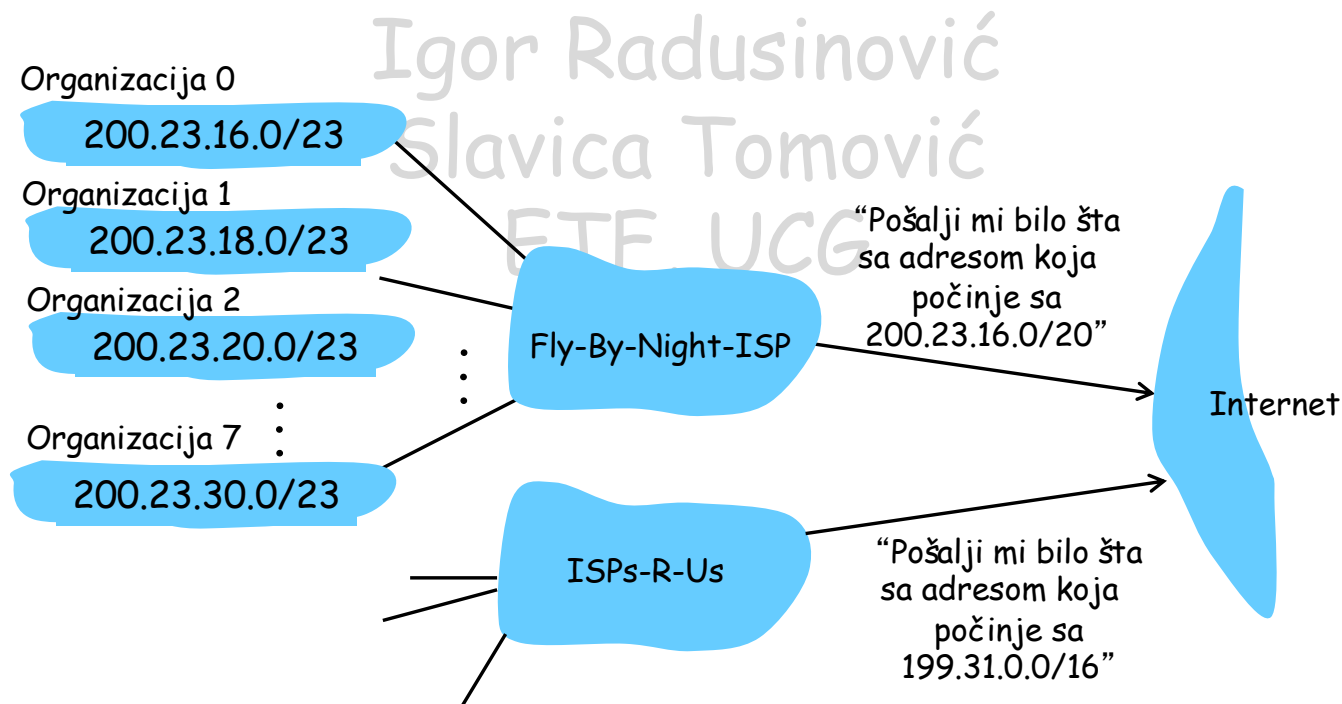 Igor Radusinović
Slavica Tomović
ETF, UCG
Organizacija 0
200.23.16.0/23
Organizacija 1
200.23.18.0/23
Organizacija 2
200.23.20.0/23
Organizacija 7
200.23.30.0/23
Fly-By-Night-ISP
“Pošalji mi bilo šta
sa adresom koja
počinje sa
200.23.16.0/20”
Internet
ISPs-R-Us
“Pošalji mi bilo šta
sa adresom koja
počinje sa
199.31.0.0/16”